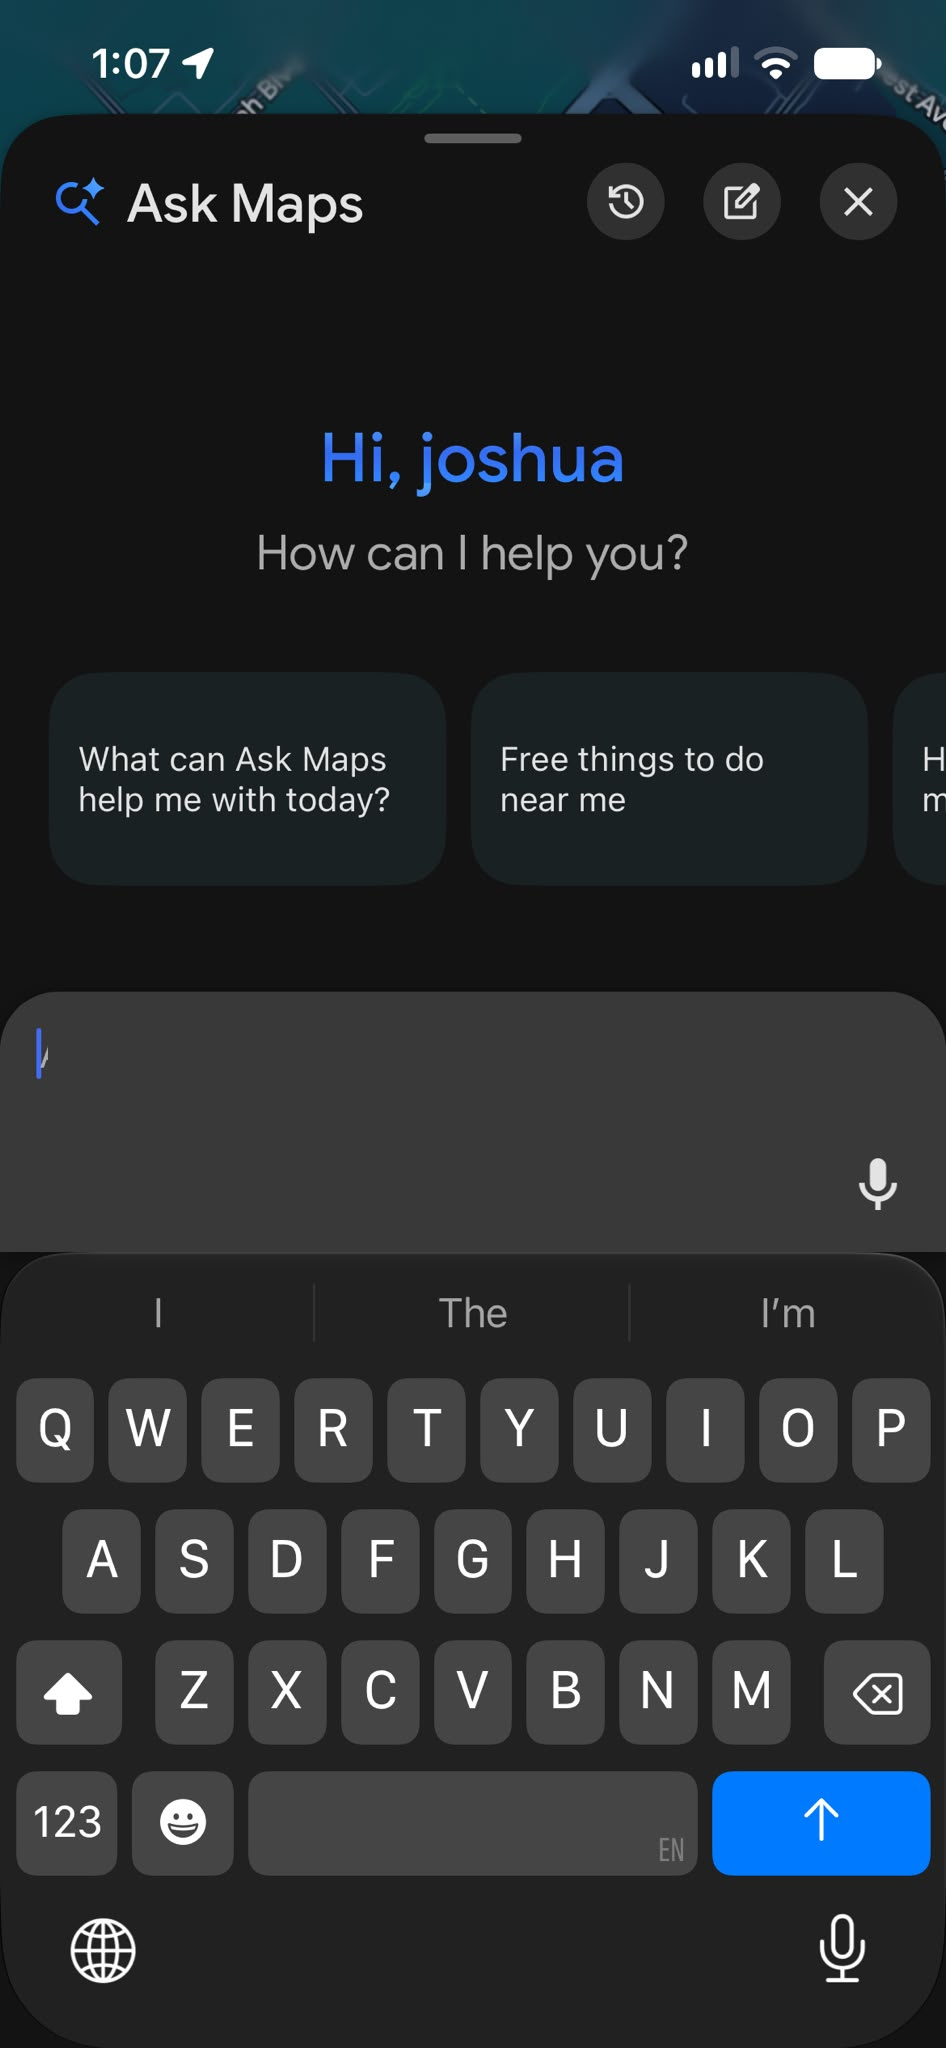 1:07
Ask Maps
Hi, joshua
How can I help you?
What can Ask Maps
help me with today?
Free things to do
near me
I
The
I'm
Q W E R T Y U I O P
A S D F G H J K L
Z X C V B N M
123
EN